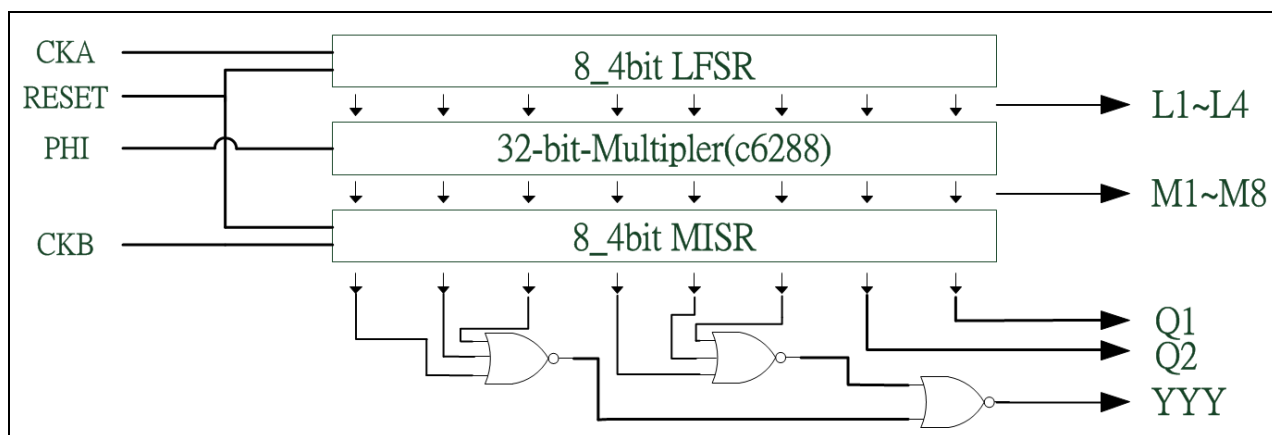 CKA
8_4bit LFSR
RESET
L1~L4
PHI
32-bit-Multipler(c6288)
M1~M8
CKB
8_4bit MISR
Q1
Q2
YYY